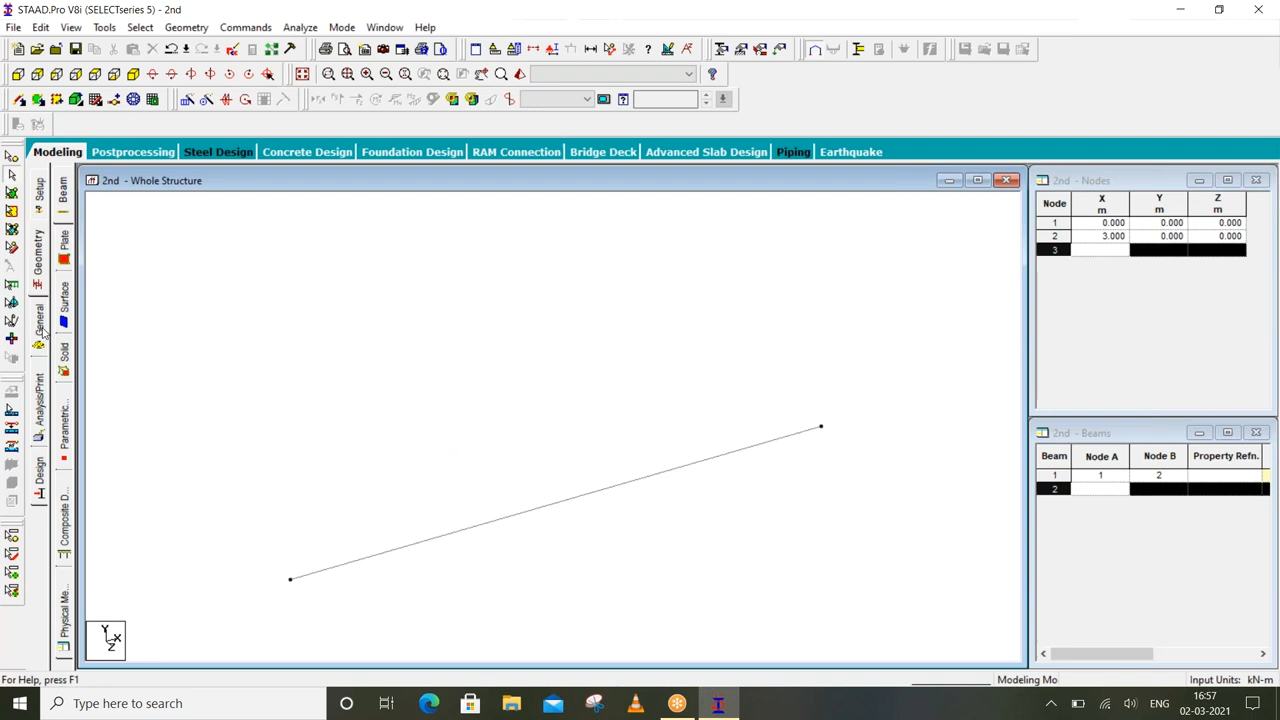 STAAD.Pro V8i (SELECTseries 5) - 2nd
File Edit View Tools Select Geometry Commands Analyze Mode Window Help
Modeling Postprocessing Steel Design Concrete Design Foundation Design RAM Connection Bridge Deck Advanced Slab Design Piping Earthquake
Setup
Geometry
General
Analysis/Print
Design
Beam
Plate
Surface
Solid
Parametric...
Composite D...
Physical Me...
2nd - Whole Structure
Y
X
Z
2nd - Nodes
Node X m Y m Z m
1 0.000 0.000 0.000
2 3.000 0.000 0.000
3
2nd - Beams
Beam Node A Node B Property Refn.
1 1 2
2
For Help, press F1
Modeling Mo
Input Units: kN-m
Type here to search
ENG
16:57
02-03-2021